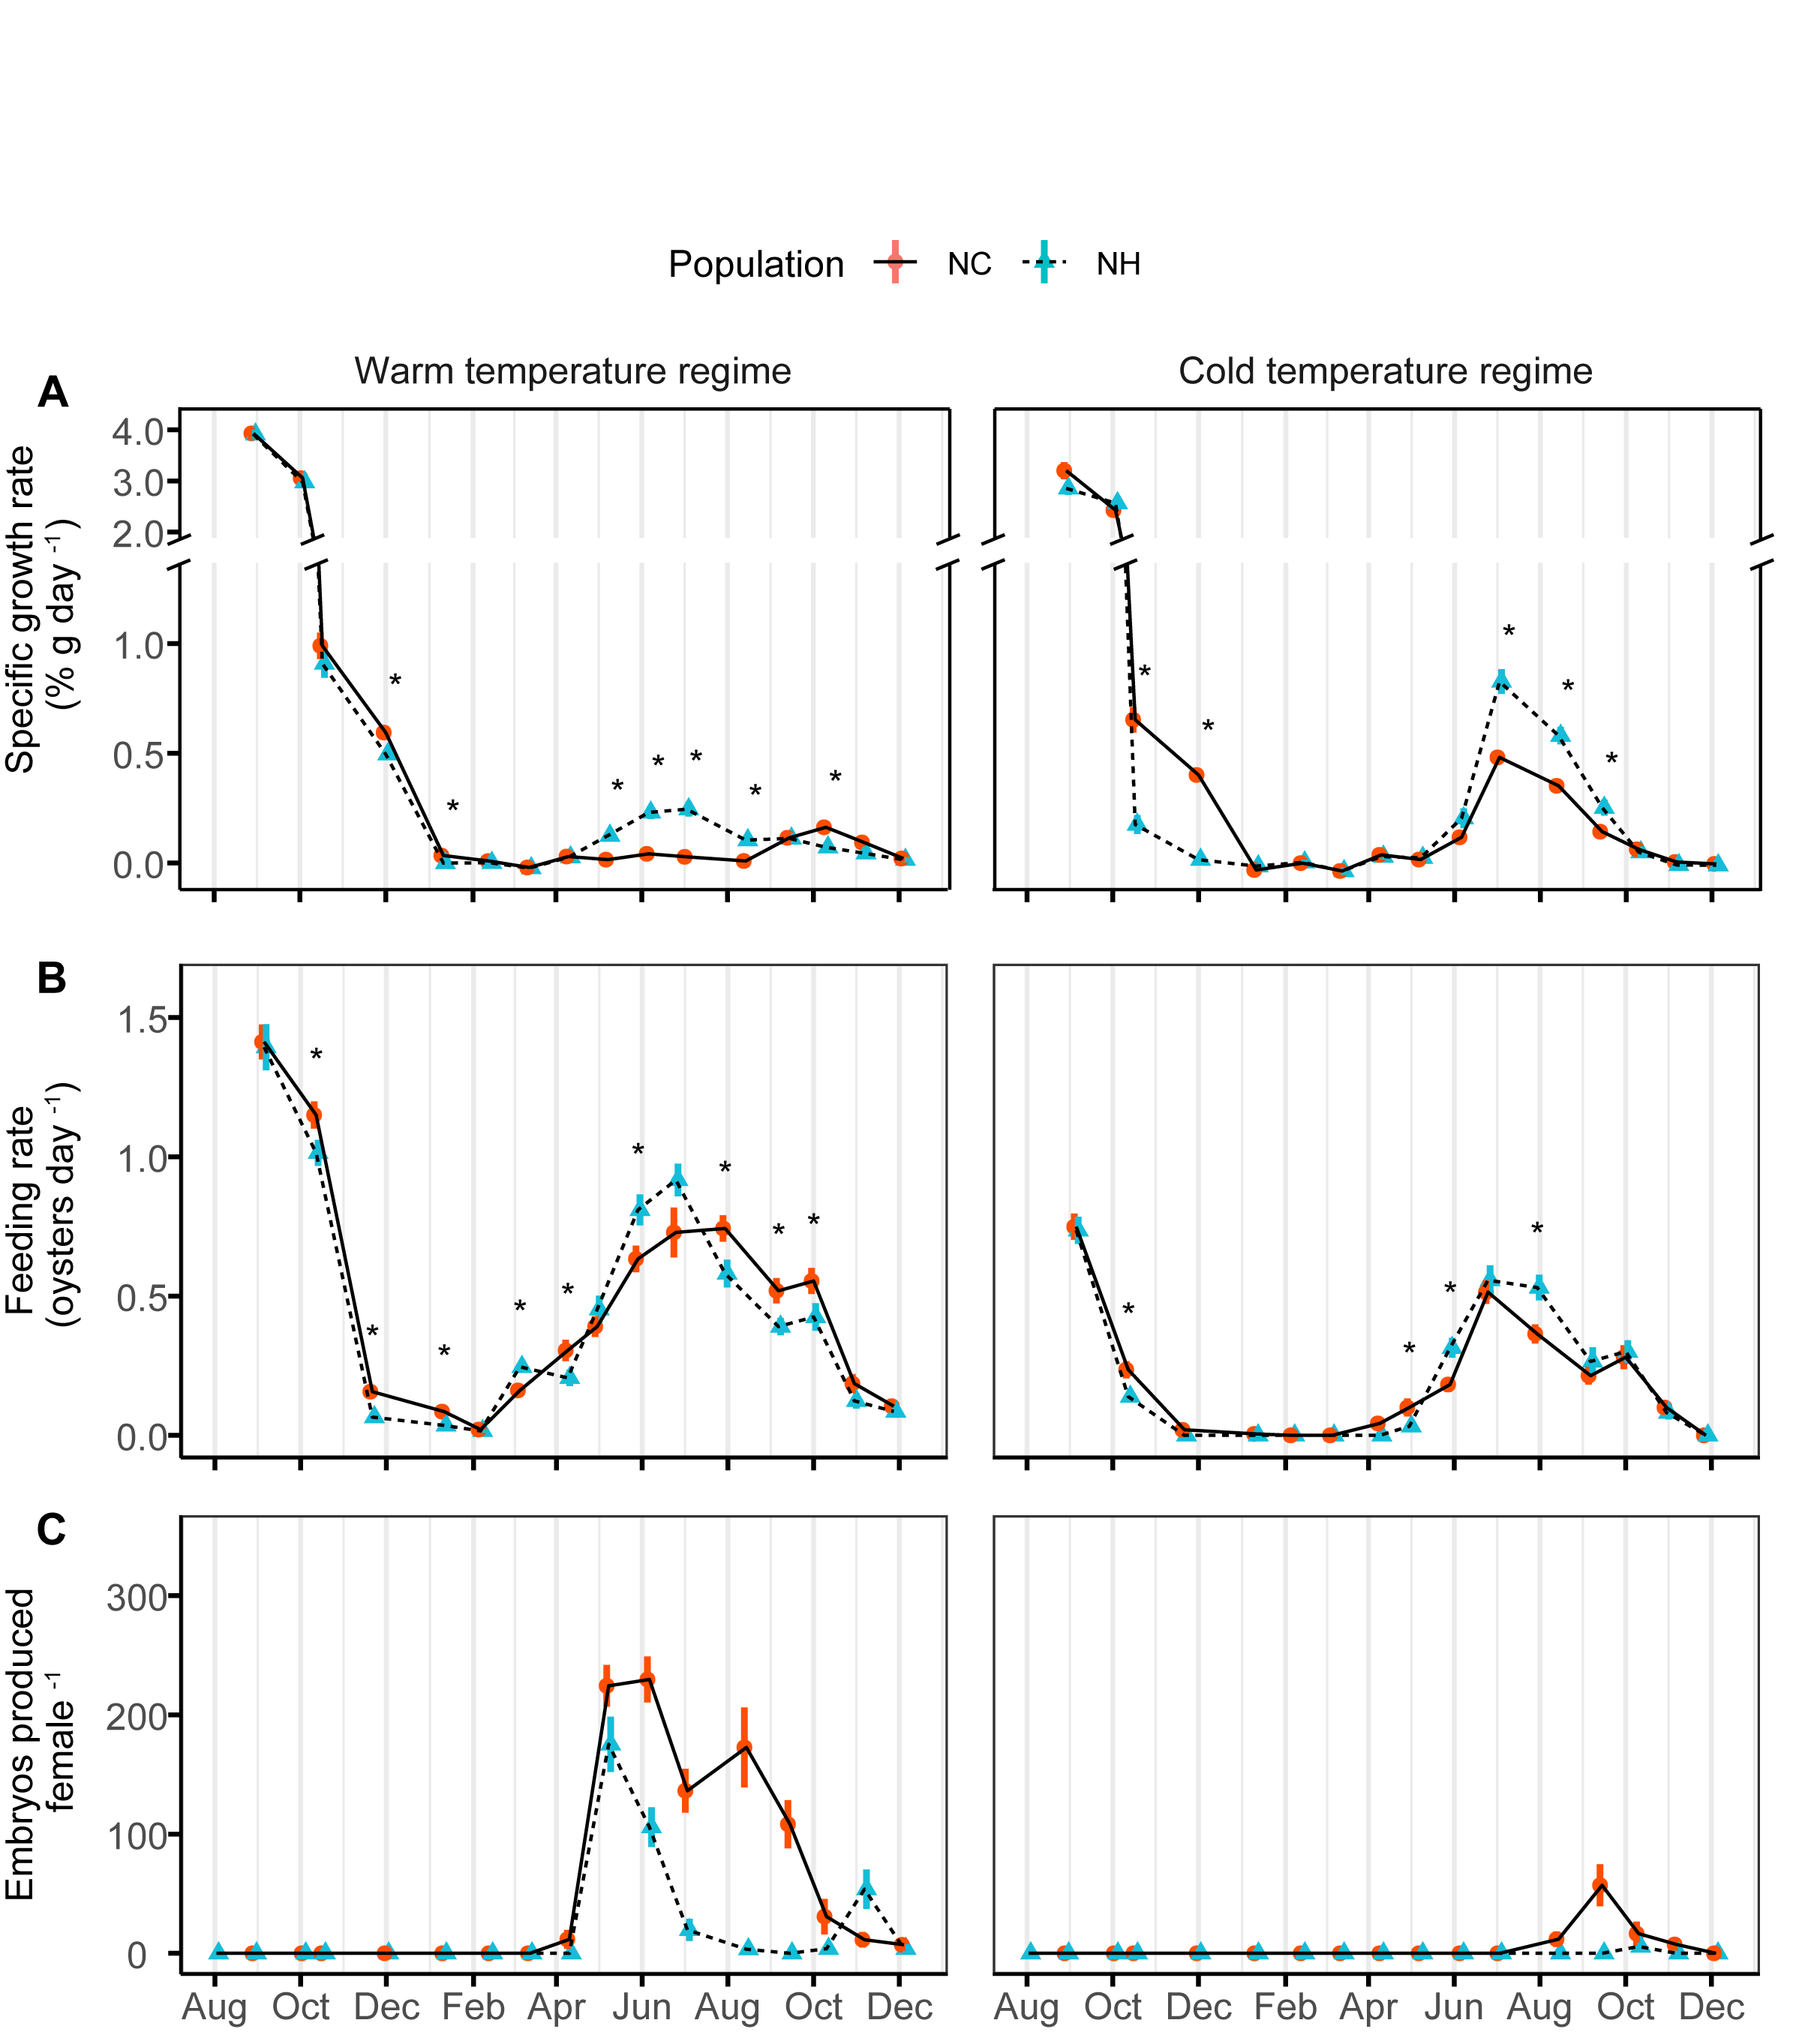 Population NC NH
Warm temperature regime Cold temperature regime
A
Specific growth rate
(% g day -1)
4.0
3.0
2.0
1.0
0.5
0.0
* * * * * * *
* * * * *
B
Feeding rate
(oysters day -1)
1.5
1.0
0.5
0.0
* * * * * * * * *
* * * *
C
Embryos produced
female -1
300
200
100
0
Aug Oct Dec Feb Apr Jun Aug Oct Dec
Aug Oct Dec Feb Apr Jun Aug Oct Dec